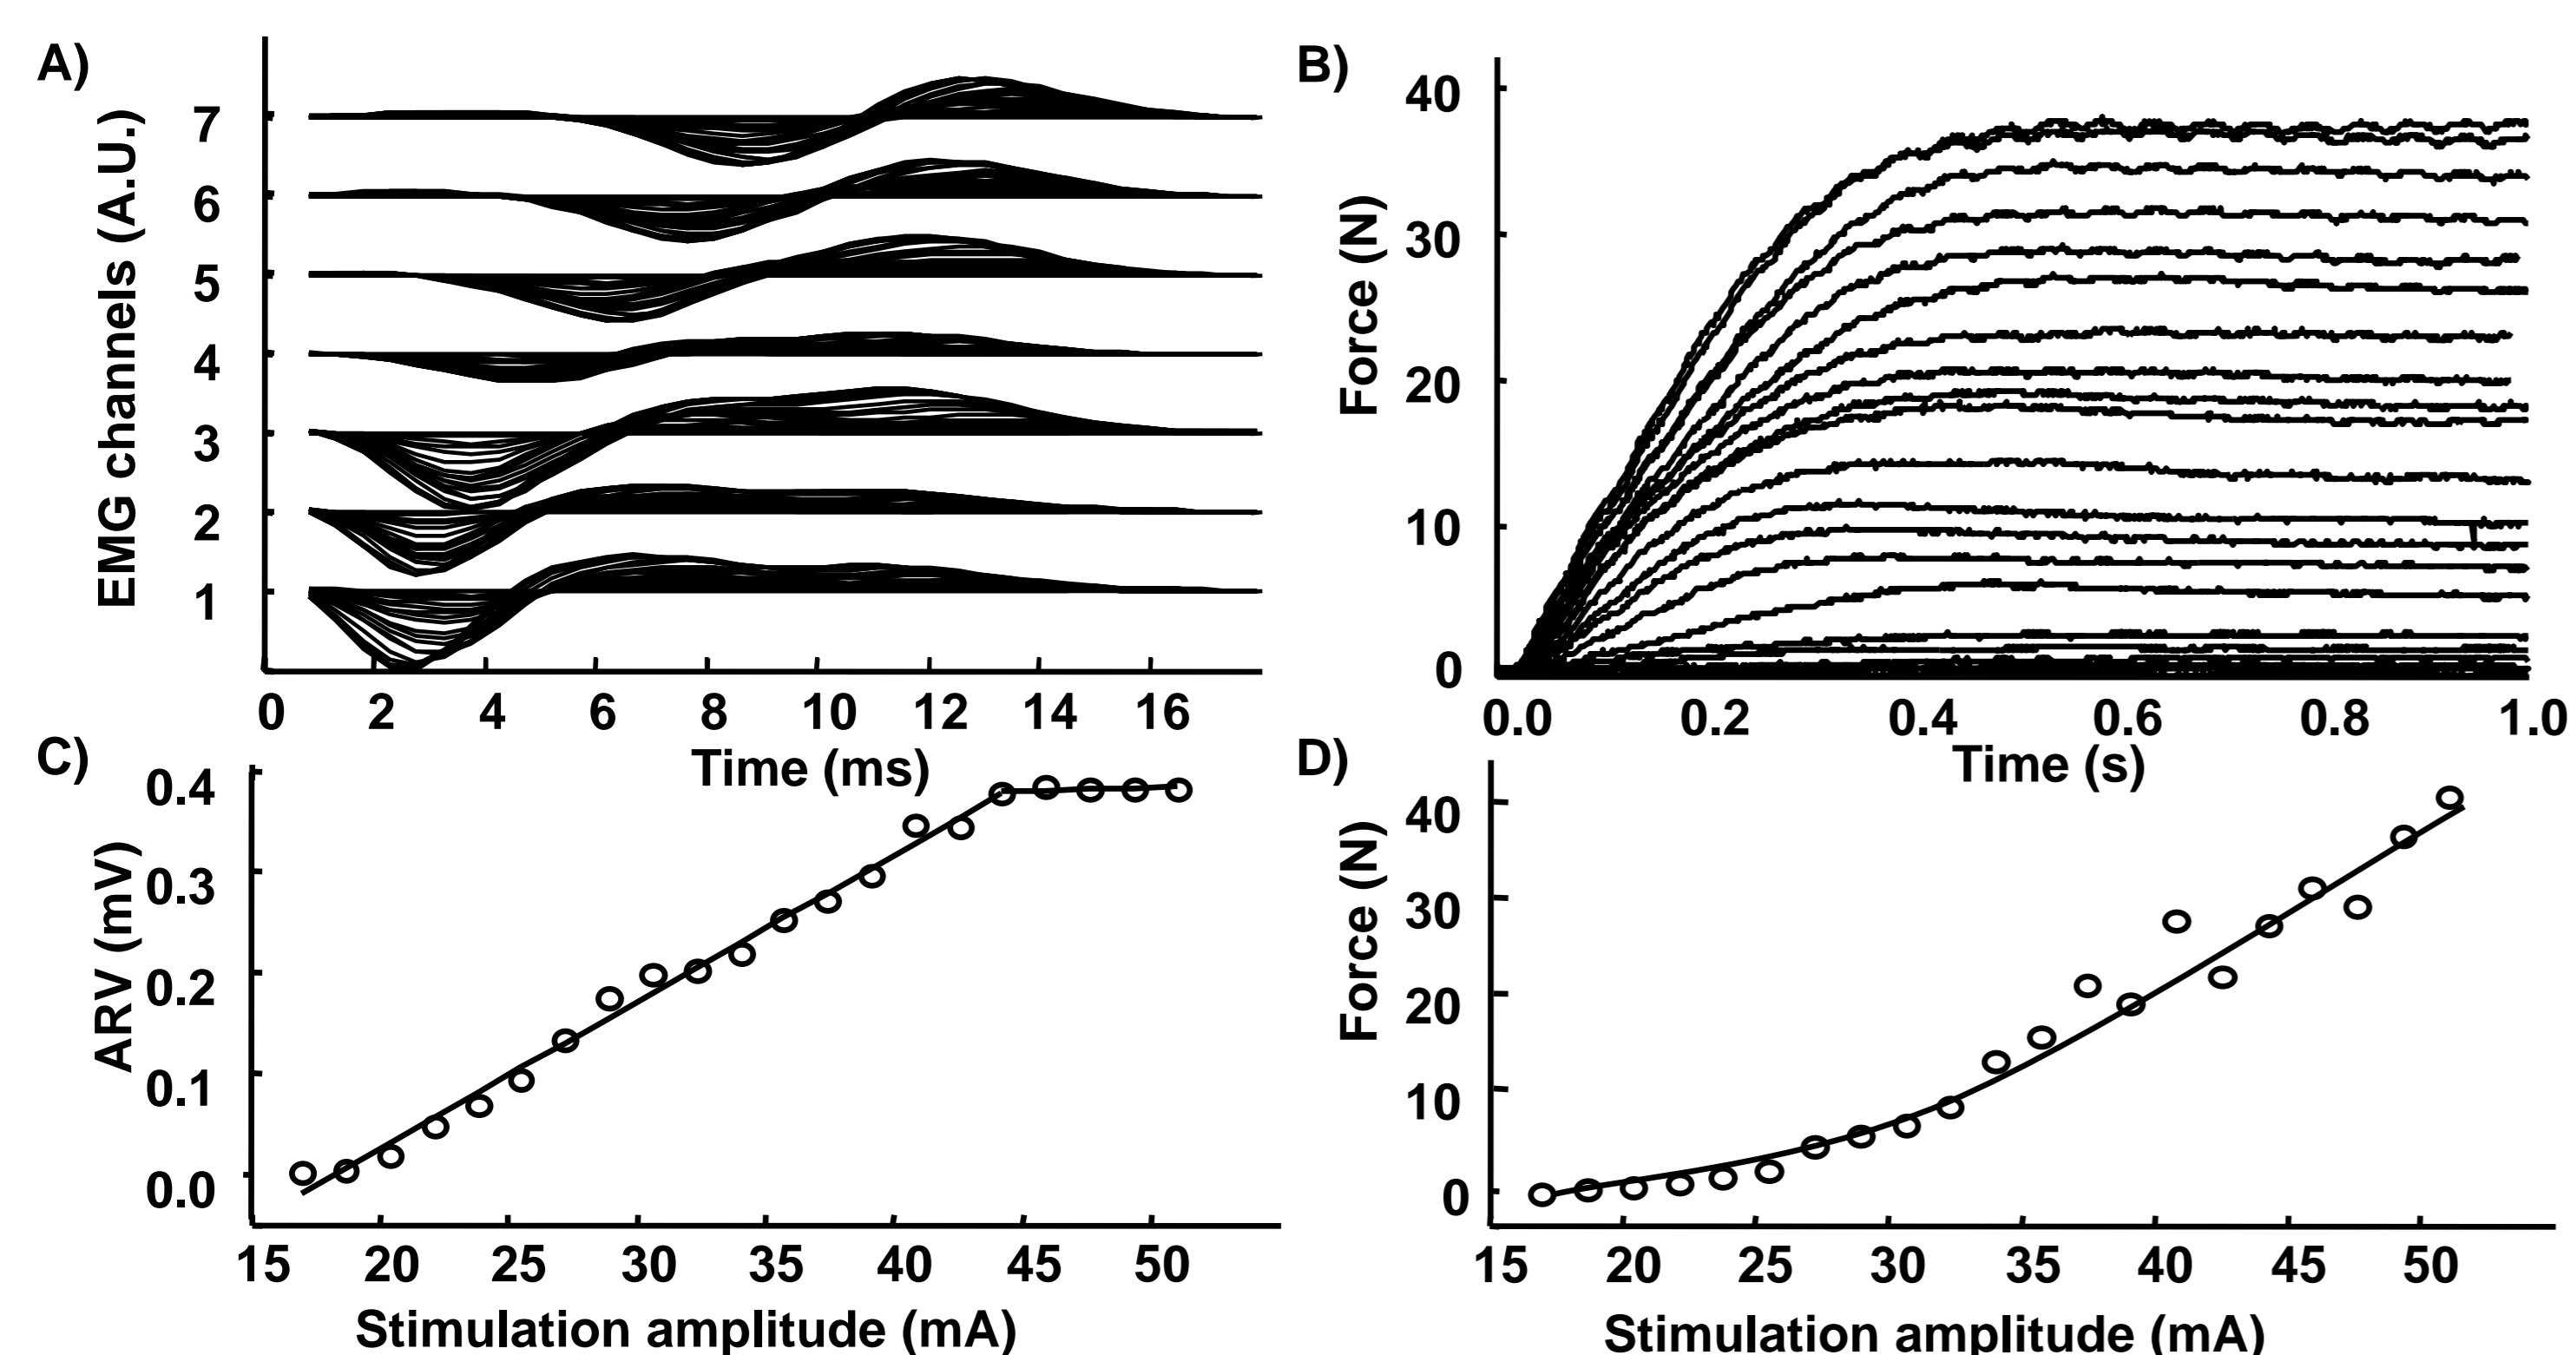 A)
EMG channels (A.U.)
7
6
5
4
3
2
1
0 2 4 6 8 10 12 14 16
Time (ms)
B)
Force (N)
40
30
20
10
0
0.0 0.2 0.4 0.6 0.8 1.0
Time (s)
C)
ARV (mV)
0.4
0.3
0.2
0.1
0.0
15 20 25 30 35 40 45 50
Stimulation amplitude (mA)
D)
Force (N)
40
30
20
10
0
15 20 25 30 35 40 45 50
Stimulation amplitude (mA)